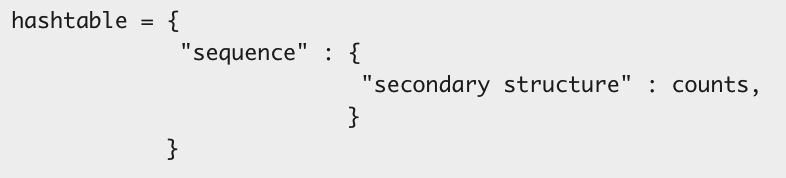 hashtable = {
"sequence" : {
"secondary structure" : counts,
}
}